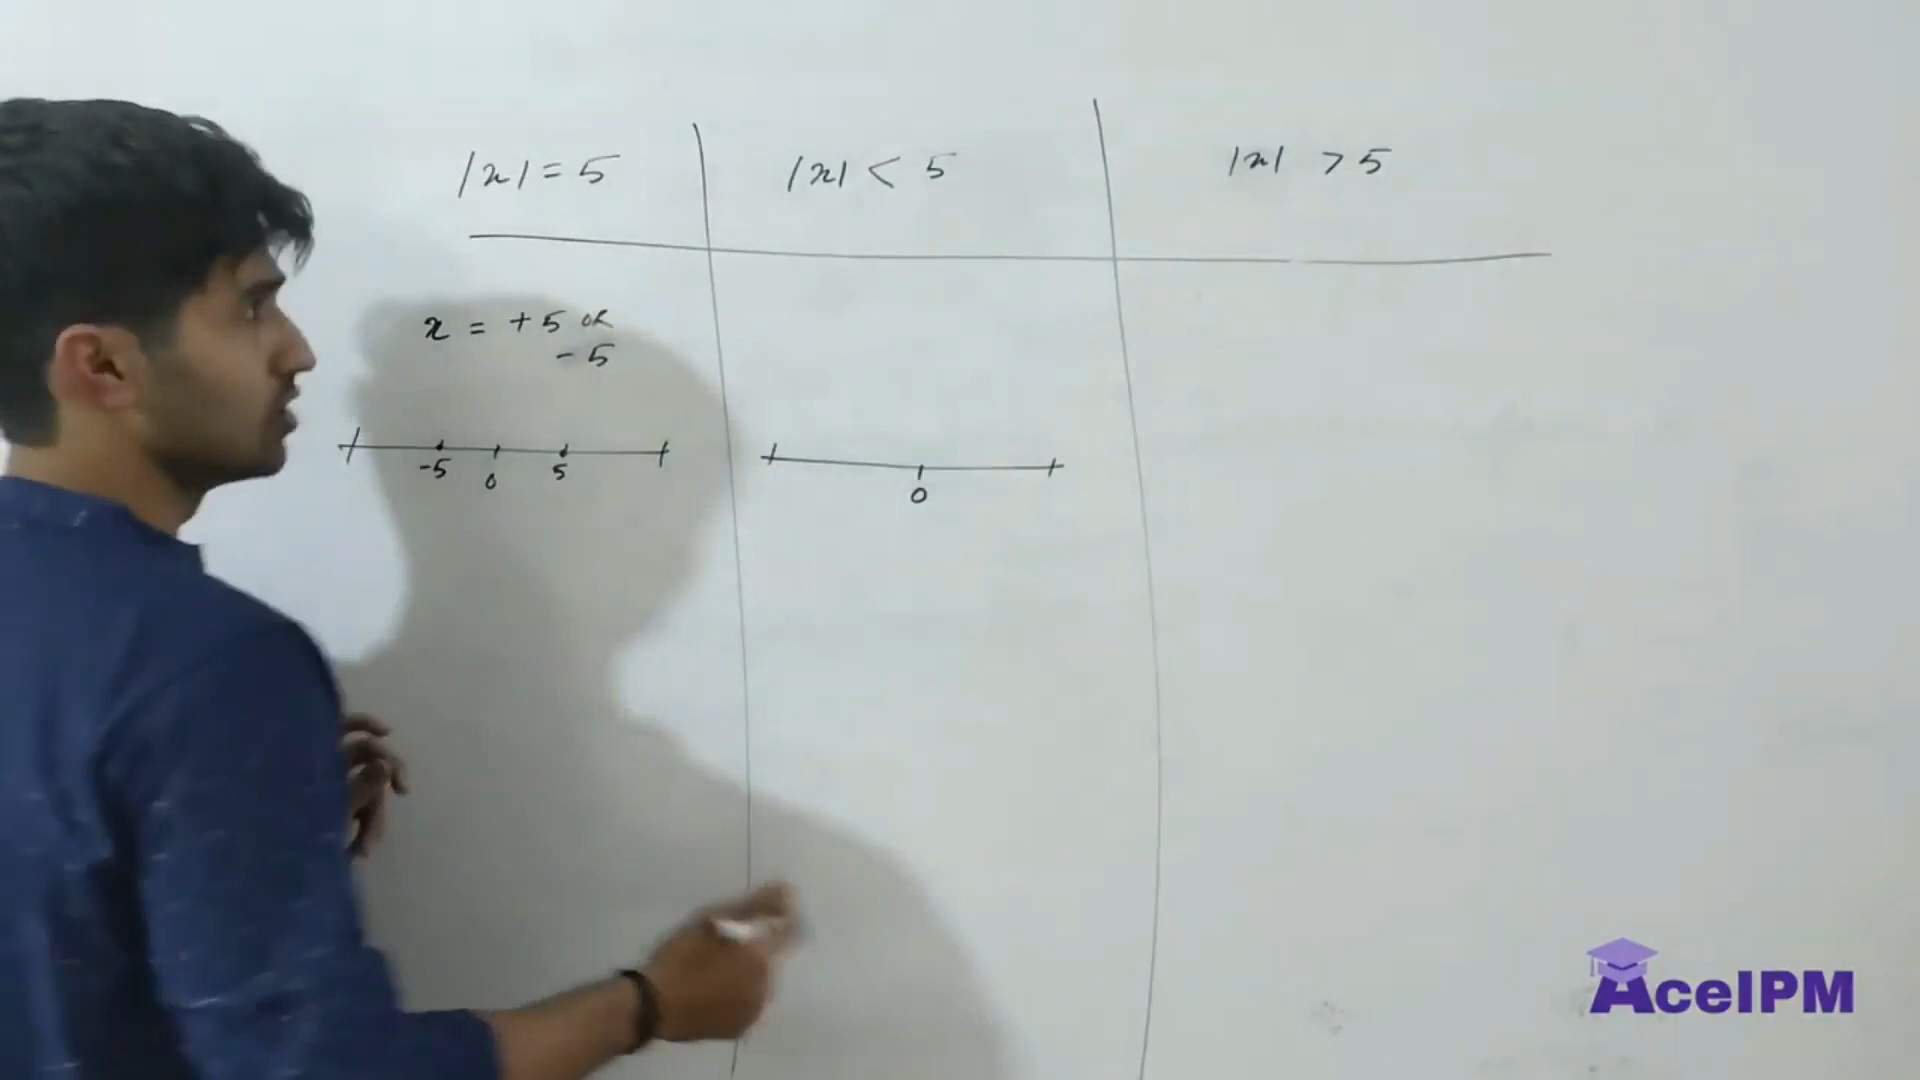 |x| = 5
|x| < 5
|x| > 5
x = +5 OR
-5
-5 0 5
0
AceIPM